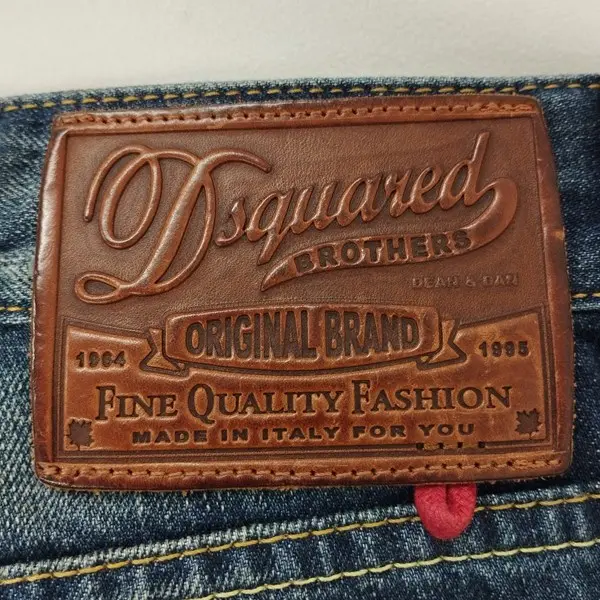 Dsquared
BROTHERS
DEAN & DAN
ORIGINAL BRAND
1964 1995
FINE QUALITY FASHION
MADE IN ITALY FOR YOU